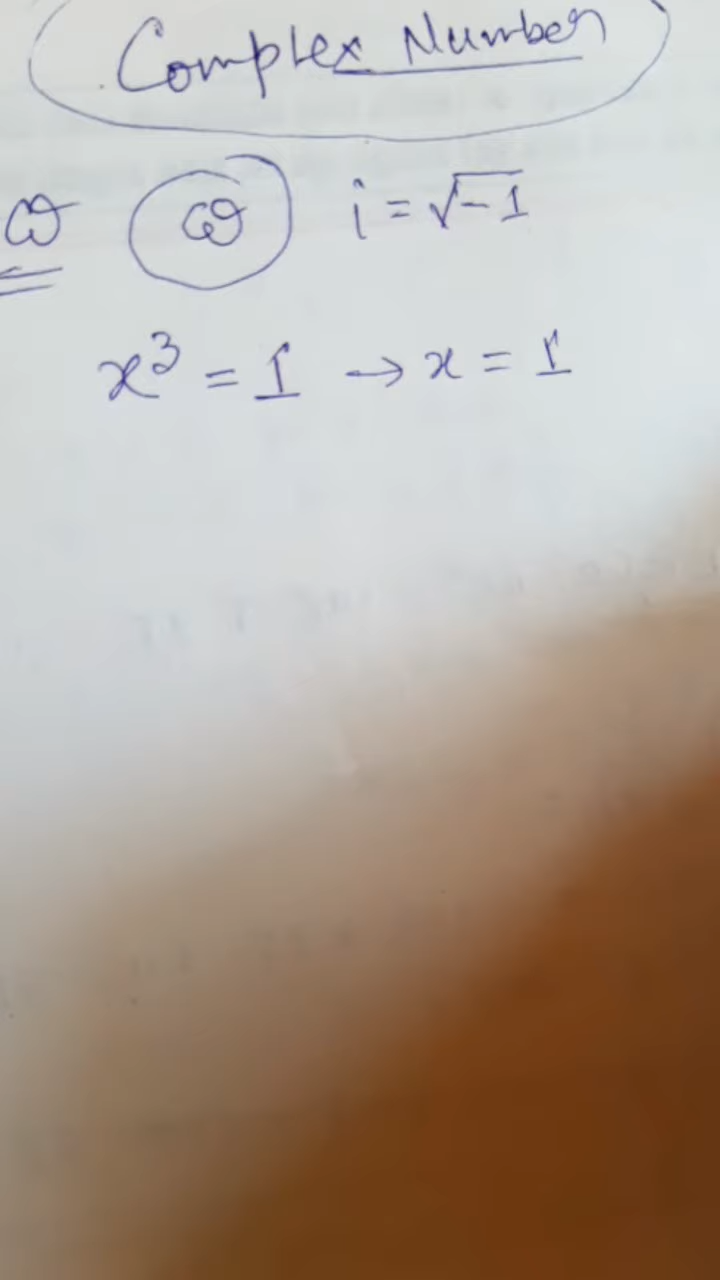 Complex Number
ω ω i = √-1
x³ = 1 → x = 1